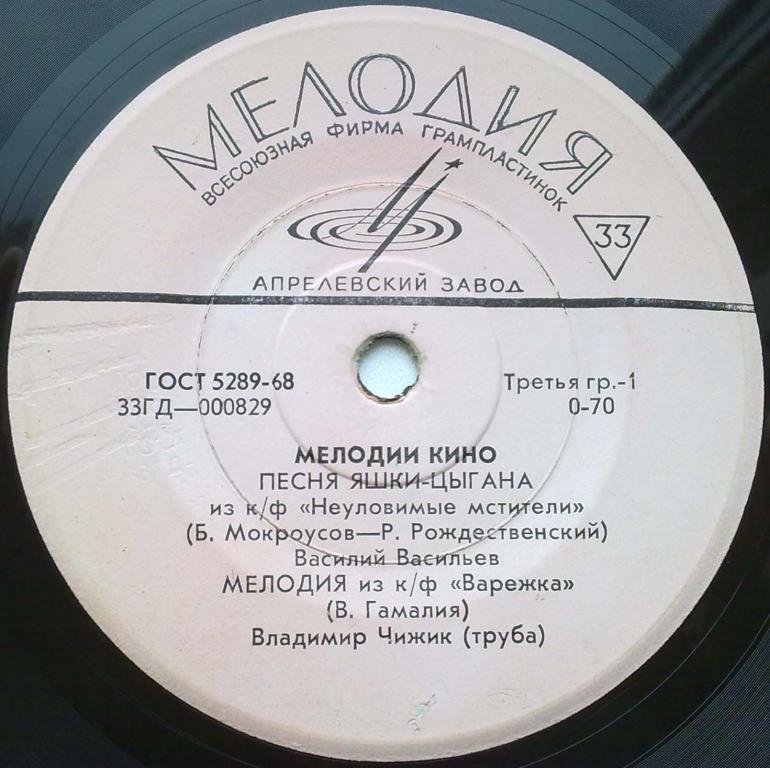 МЕЛОДИЯ
ВСЕСОЮЗНАЯ ФИРМА ГРАМПЛАСТИНОК
33
АПРЕЛЕВСКИЙ ЗАВОД
ГОСТ 5289-68
Третья гр.-1
33ГД—000829
0-70
МЕЛОДИИ КИНО
ПЕСНЯ ЯШКИ-ЦЫГАНА
из к/ф «Неуловимые мстители»
(Б. Мокроусов—Р. Рождественский)
Василий Васильев
МЕЛОДИЯ из к/ф «Варежка»
(В. Гамалия)
Владимир Чижик (труба)